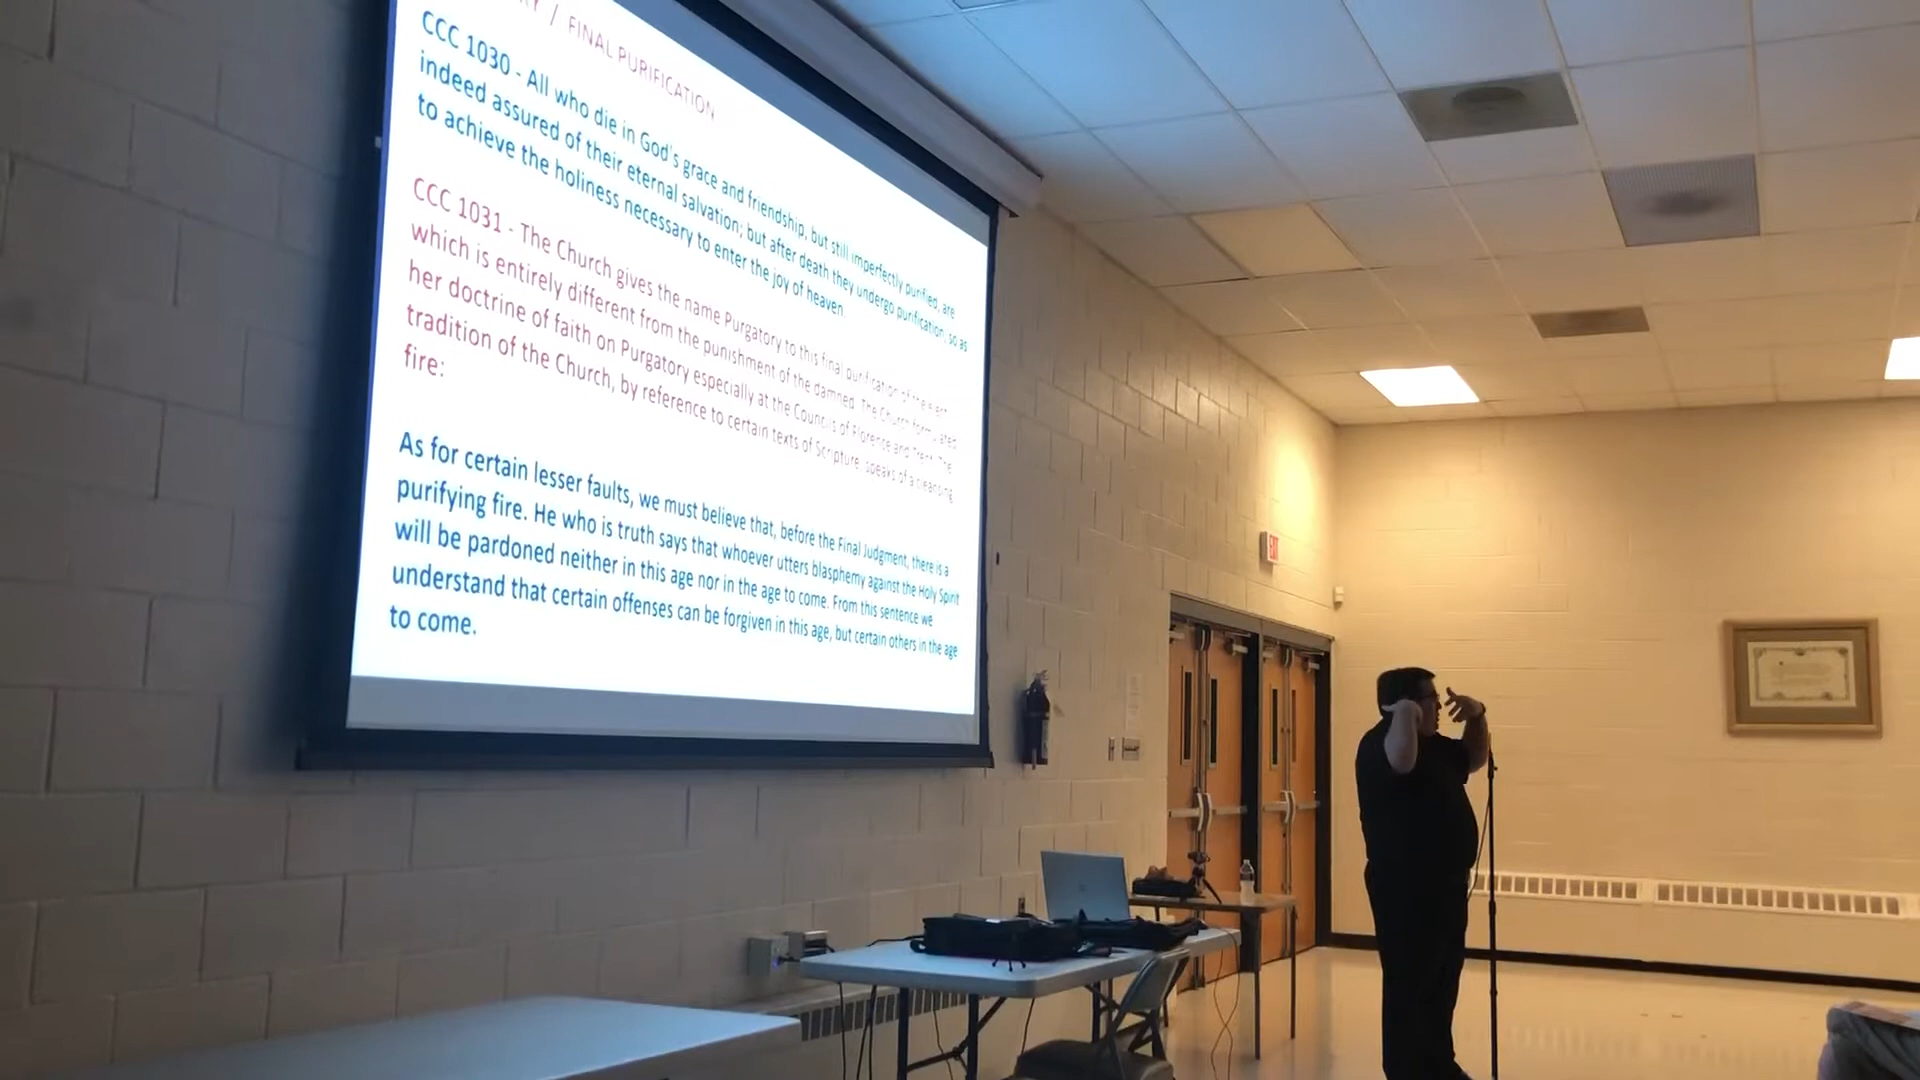 RY / FINAL PURIFICATION
CCC 1030 - All who die in God's grace and friendship, but still imperfectly purified, are
indeed assured of their eternal salvation; but after death they undergo purification, so as
to achieve the holiness necessary to enter the joy of heaven.
CCC 1031 - The Church gives the name Purgatory to this final purification of the elect,
which is entirely different from the punishment of the damned. The Church formulated
her doctrine of faith on Purgatory especially at the Councils of Florence and Trent. The
tradition of the Church, by reference to certain texts of Scripture, speaks of a cleansing
fire:
As for certain lesser faults, we must believe that, before the Final Judgment, there is a
purifying fire. He who is truth says that whoever utters blasphemy against the Holy Spirit
will be pardoned neither in this age nor in the age to come. From this sentence we
understand that certain offenses can be forgiven in this age, but certain others in the age
to come.
EXIT